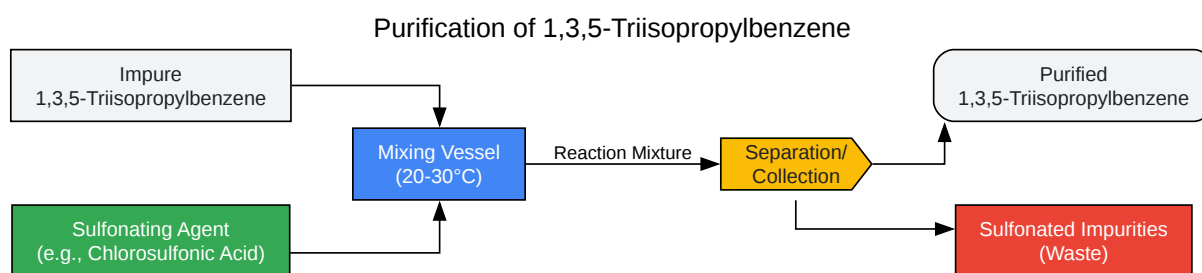 Purification of 1,3,5-Triisopropylbenzene
Impure
1,3,5-Triisopropylbenzene
Purified
1,3,5-Triisopropylbenzene
Mixing Vessel
(20-30°C)
Reaction Mixture
Separation/
Collection
Sulfonating Agent
(e.g., Chlorosulfonic Acid)
Sulfonated Impurities
(Waste)